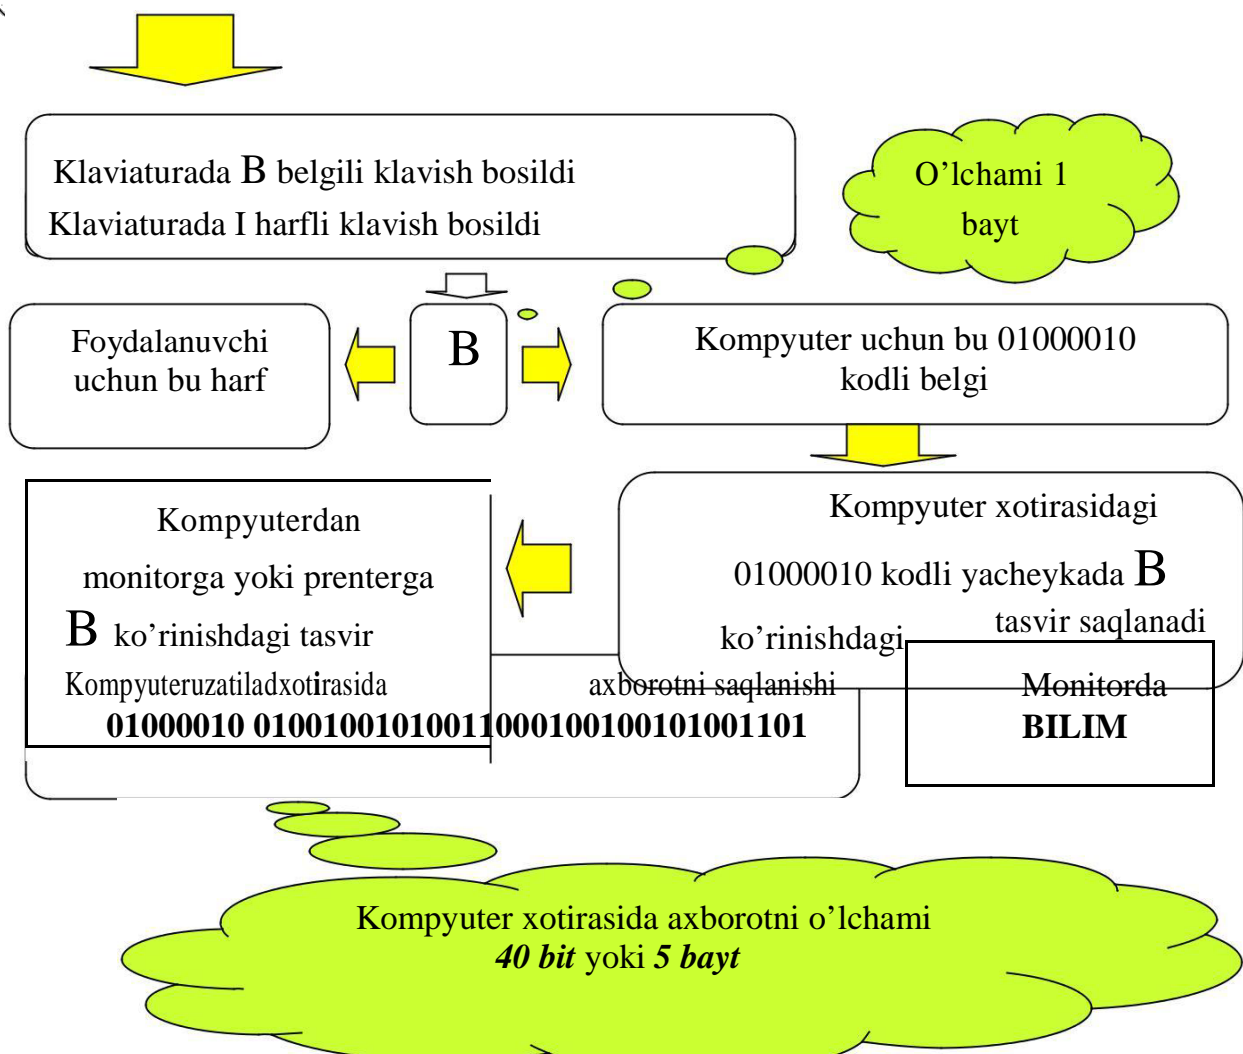 Klaviaturada B belgili klavish bosildi
Klaviaturada I harfli klavish bosildi
O’lchami 1
bayt
Foydalanuvchi
uchun bu harf
B
Kompyuter uchun bu 01000010
kodli belgi
Kompyuterdan
monitorga yoki prenterga
B ko’rinishdagi tasvir
Kompyuter xotirasidagi
01000010 kodli yacheykada B
ko’rinishdagi
tasvir saqlanadi
Kompyuteruzatiladxotirasida axborotni saqlanishi
01000010 01001001010011000100100101001101
Monitorda
BILIM
Kompyuter xotirasida axborotni o’lchami
40 bit yoki 5 bayt